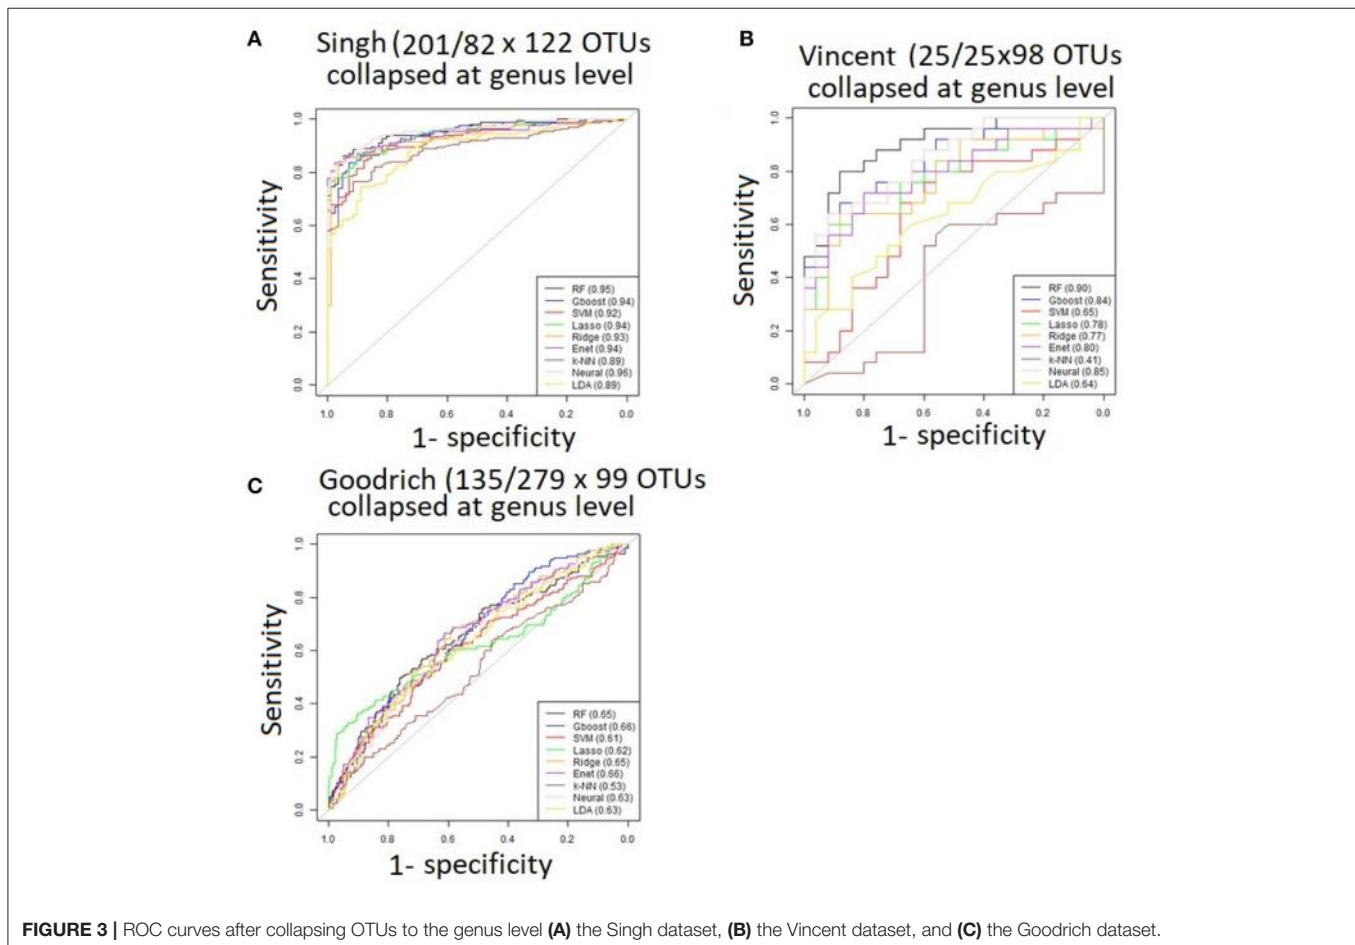 A
Singh (201/82 x 122 OTUs
collapsed at genus level
Sensitivity
1.0
0.8
0.6
0.4
0.2
0.0
RF (0.95)
Gboost (0.94)
SVM (0.92)
Lasso (0.94)
Ridge (0.93)
Enet (0.94)
k-NN (0.89)
Neural (0.96)
LDA (0.89)
1.0 0.8 0.6 0.4 0.2 0.0
1- specificity
B
Vincent (25/25x98 OTUs
collapsed at genus level
Sensitivity
1.0
0.8
0.6
0.4
0.2
0.0
RF (0.90)
Gboost (0.84)
SVM (0.65)
Lasso (0.78)
Ridge (0.77)
Enet (0.80)
k-NN (0.41)
Neural (0.85)
LDA (0.64)
1.0 0.8 0.6 0.4 0.2 0.0
1- specificity
C
Goodrich (135/279 x 99 OTUs
collapsed at genus level
Sensitivity
1.0
0.8
0.6
0.4
0.2
0.0
RF (0.65)
Gboost (0.66)
SVM (0.61)
Lasso (0.62)
Ridge (0.65)
Enet (0.66)
k-NN (0.53)
Neural (0.63)
LDA (0.63)
1.0 0.8 0.6 0.4 0.2 0.0
1- specificity
FIGURE 3 | ROC curves after collapsing OTUs to the genus level (A) the Singh dataset, (B) the Vincent dataset, and (C) the Goodrich dataset.